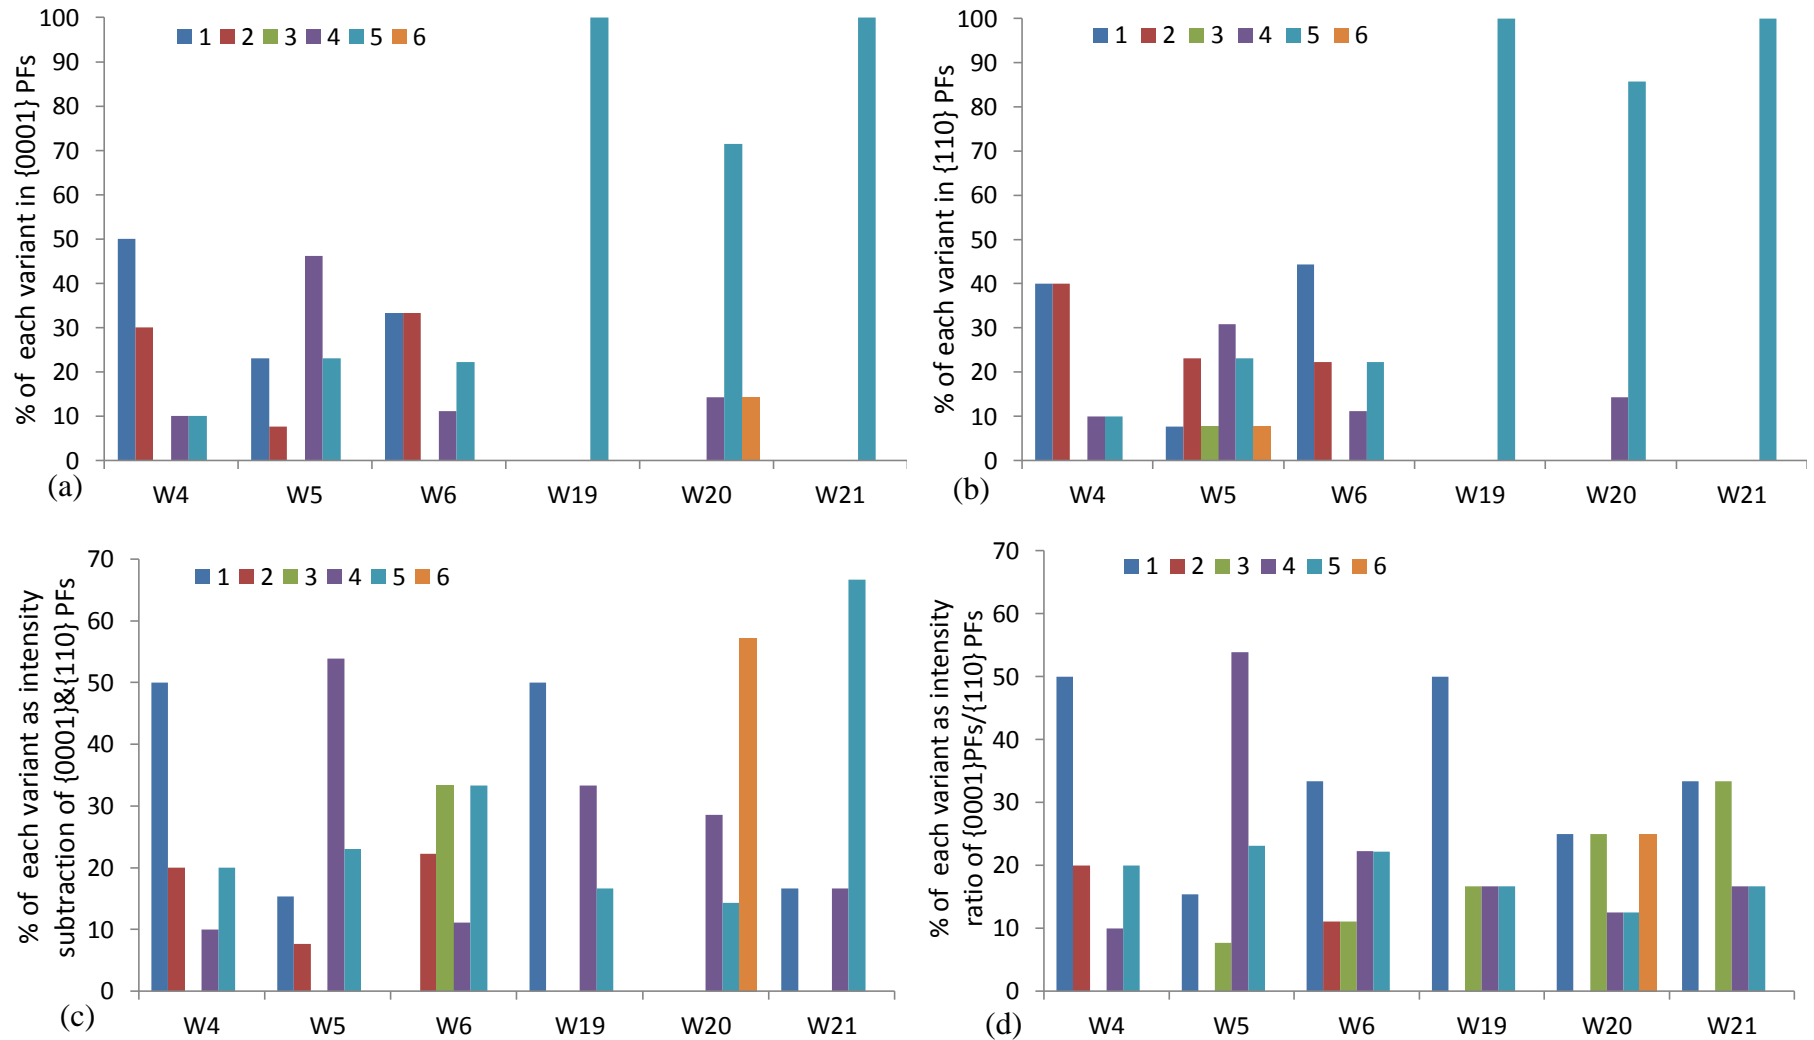 % of each variant in {0001} PFs
100
90
80
70
60
50
40
30
20
10
0
1 2 3 4 5 6
W4 W5 W6 W19 W20 W21
(a)
% of each variant in {110} PFs
100
90
80
70
60
50
40
30
20
10
0
1 2 3 4 5 6
W4 W5 W6 W19 W20 W21
(b)
% of each variant as intensity
subtraction of {0001}&{110} PFs
70
60
50
40
30
20
10
0
1 2 3 4 5 6
W4 W5 W6 W19 W20 W21
(c)
% of each variant as intensity
ratio of {0001}PFs/{110} PFs
70
60
50
40
30
20
10
0
1 2 3 4 5 6
W4 W5 W6 W19 W20 W21
(d)